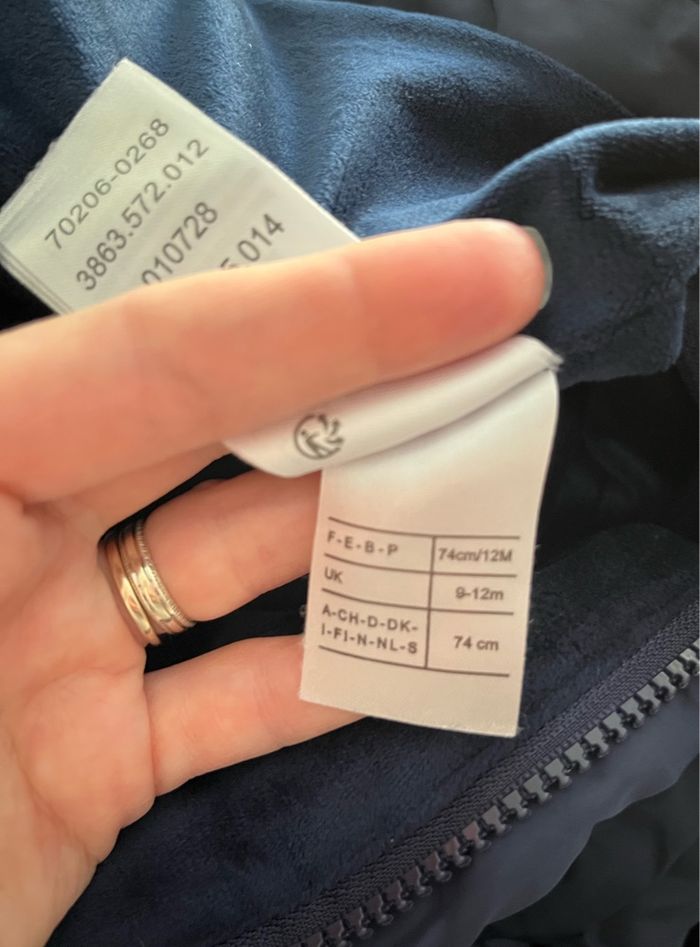 70206-0268
3863.572.012
010728
5.014
F-E-B-P 74cm/12M
UK 9-12m
A-CH-D-DK- 74 cm
I-FI-N-NL-S